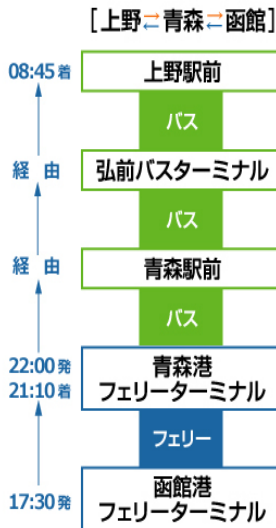 [上野⇄青森⇄函館]
08:45着
上野駅前
バス
経 由
弘前バスターミナル
バス
経 由
青森駅前
バス
22:00発
21:10着
青森港
フェリーターミナル
フェリー
17:30発
函館港
フェリーターミナル